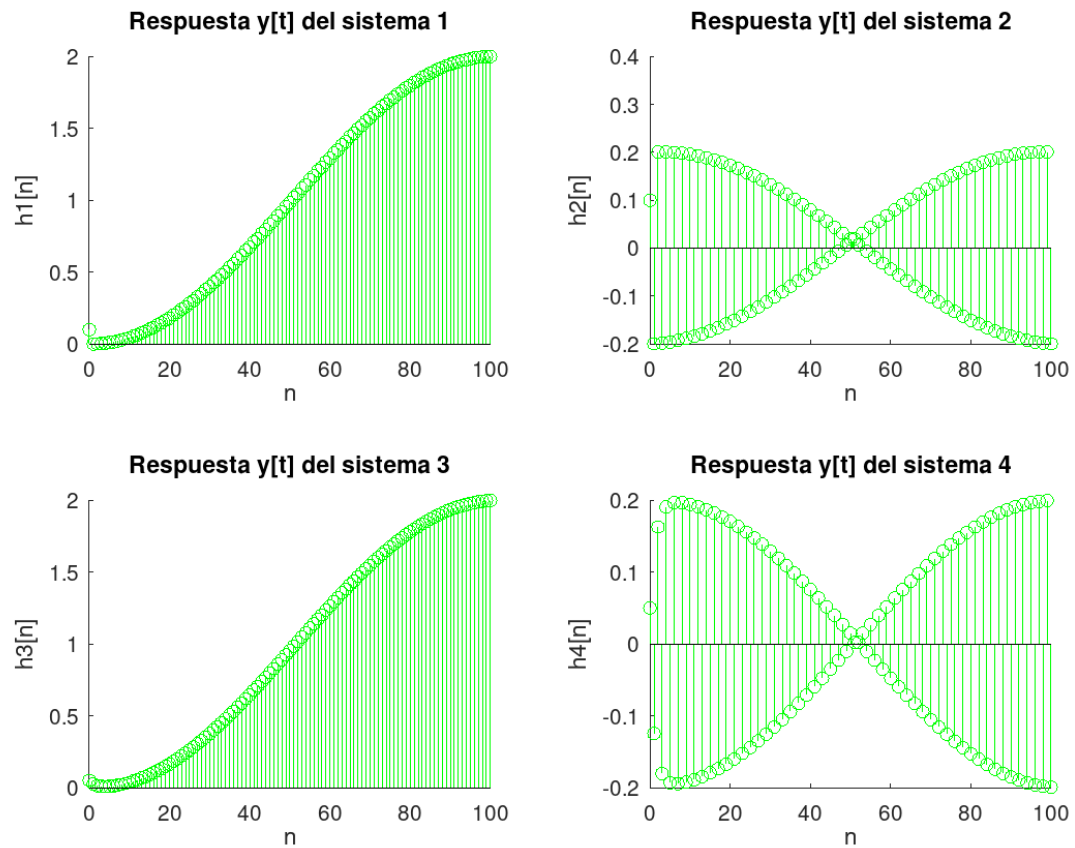 Respuesta y[t] del sistema 1
2
1.5
1
0.5
0
0 20 40 60 80 100
h1[n]
n
Respuesta y[t] del sistema 2
0.4
0.3
0.2
0.1
0
-0.1
-0.2
0 20 40 60 80 100
h2[n]
n
Respuesta y[t] del sistema 3
2
1.5
1
0.5
0
0 20 40 60 80 100
h3[n]
n
Respuesta y[t] del sistema 4
0.2
0.1
0
-0.1
-0.2
0 20 40 60 80 100
h4[n]
n